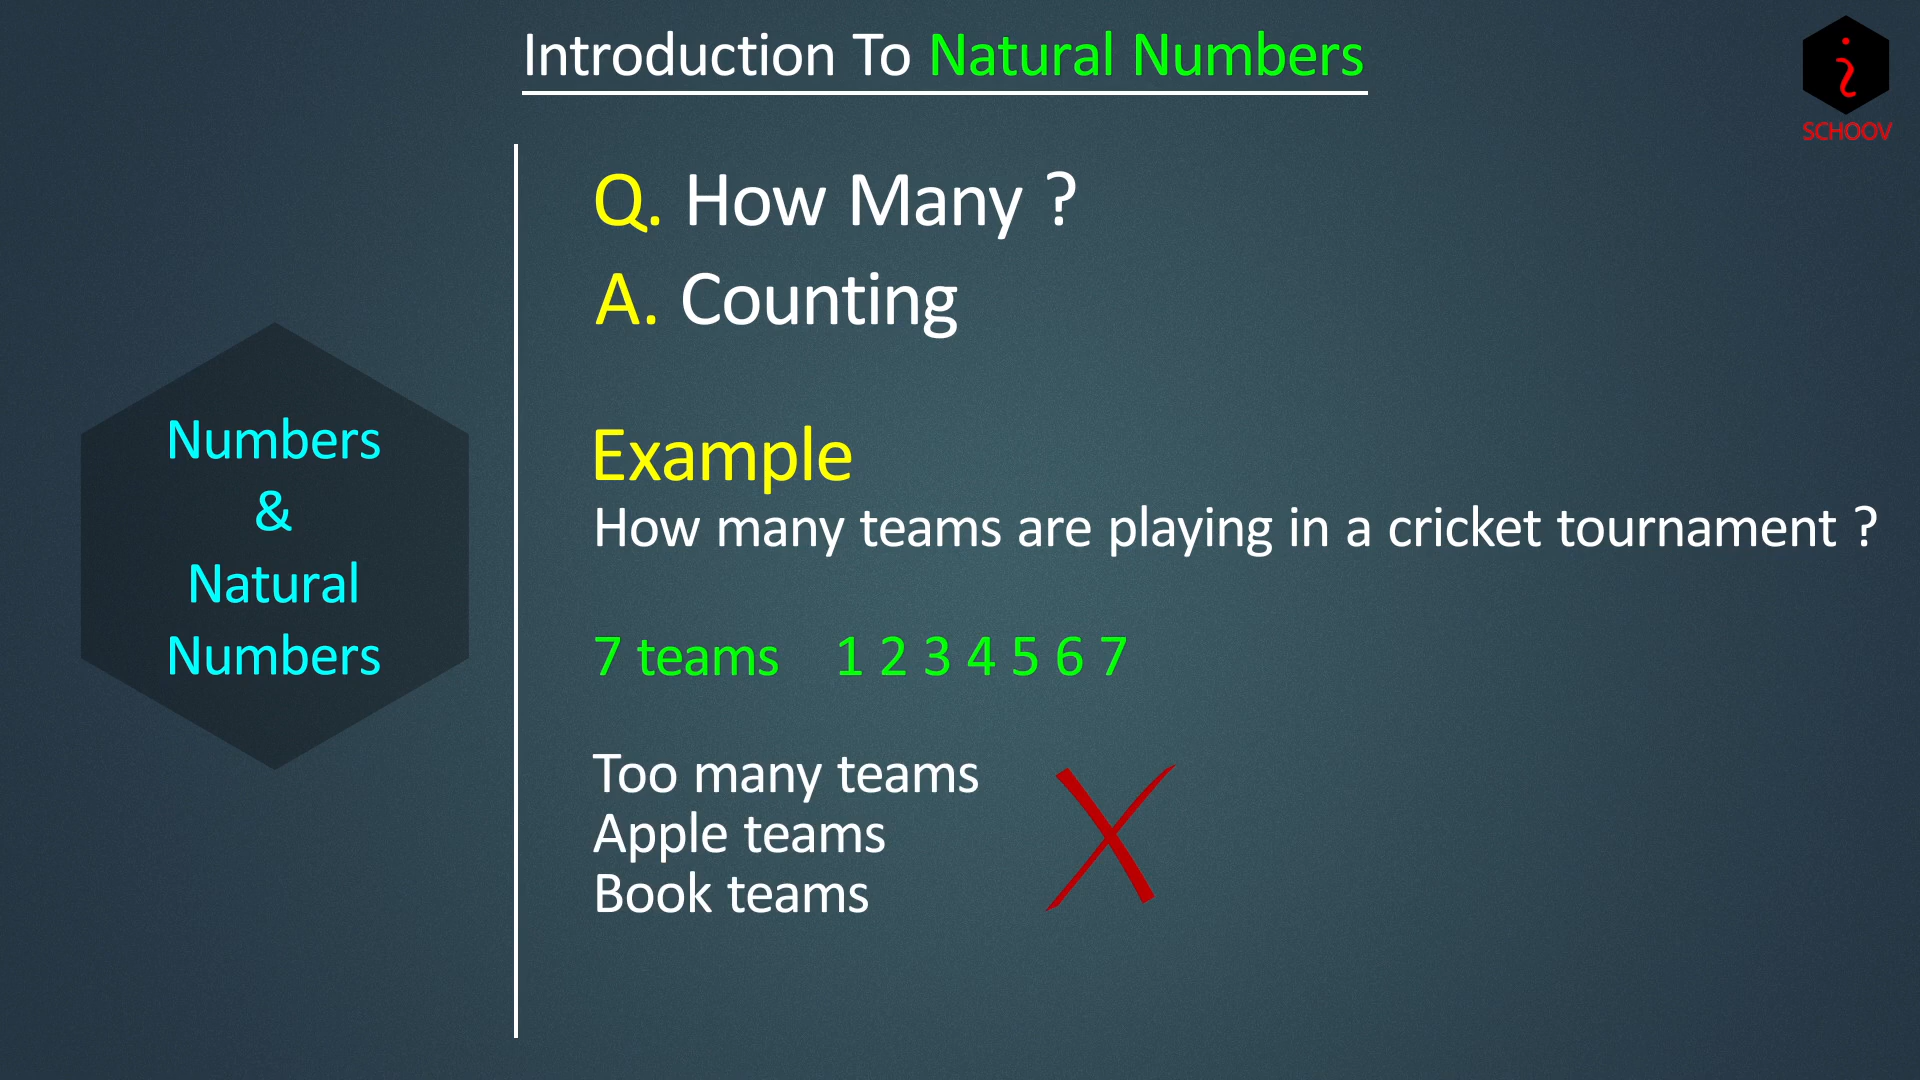 Introduction To Natural Numbers
SCHOOV
Numbers
&
Natural
Numbers
Q. How Many ?
A. Counting
Example
How many teams are playing in a cricket tournament ?
7 teams 1 2 3 4 5 6 7
Too many teams
Apple teams
Book teams